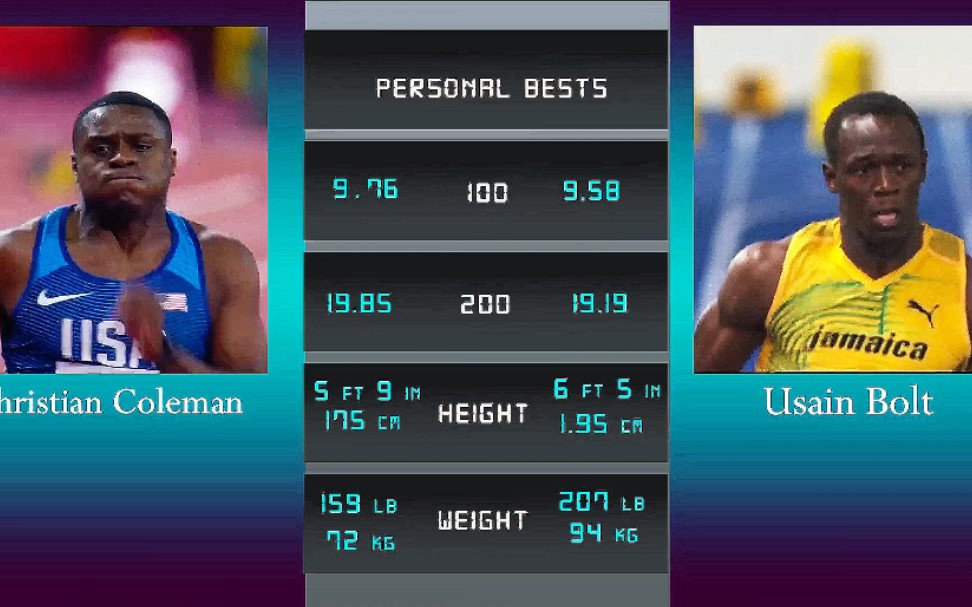 PERSONAL BESTS
9.76 100 9.58
19.85 200 19.19
5 FT 9 IN HEIGHT 6 FT 5 IN
175 CM 1.95 CM
159 LB WEIGHT 207 LB
72 KG 94 KG
USA
jamaica
hristian Coleman
Usain Bolt